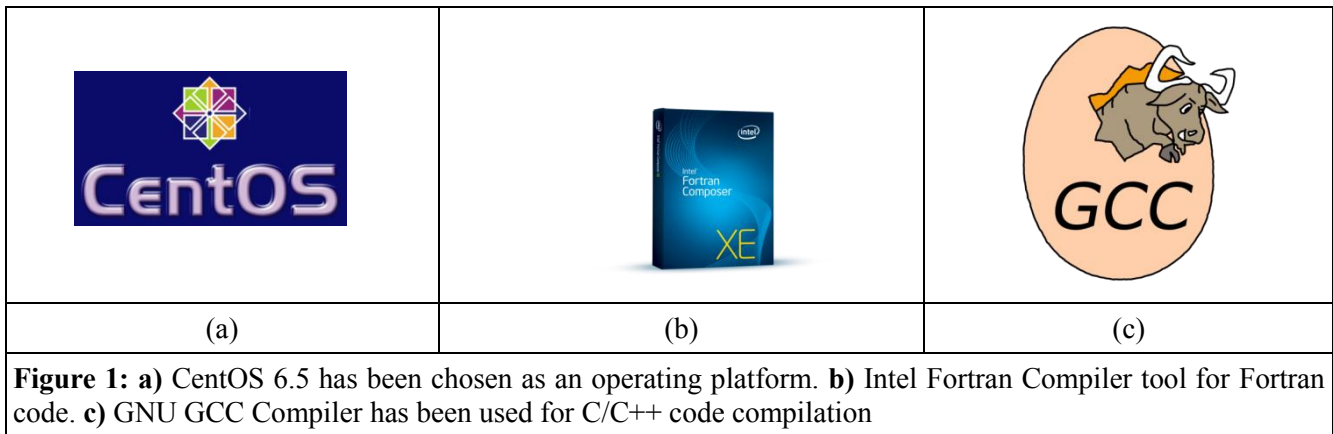 CentOS
intel
Intel
Fortran
Composer
XE
GCC
(a)
(b)
(c)
Figure 1: a) CentOS 6.5 has been chosen as an operating platform. b) Intel Fortran Compiler tool for Fortran
code. c) GNU GCC Compiler has been used for C/C++ code compilation